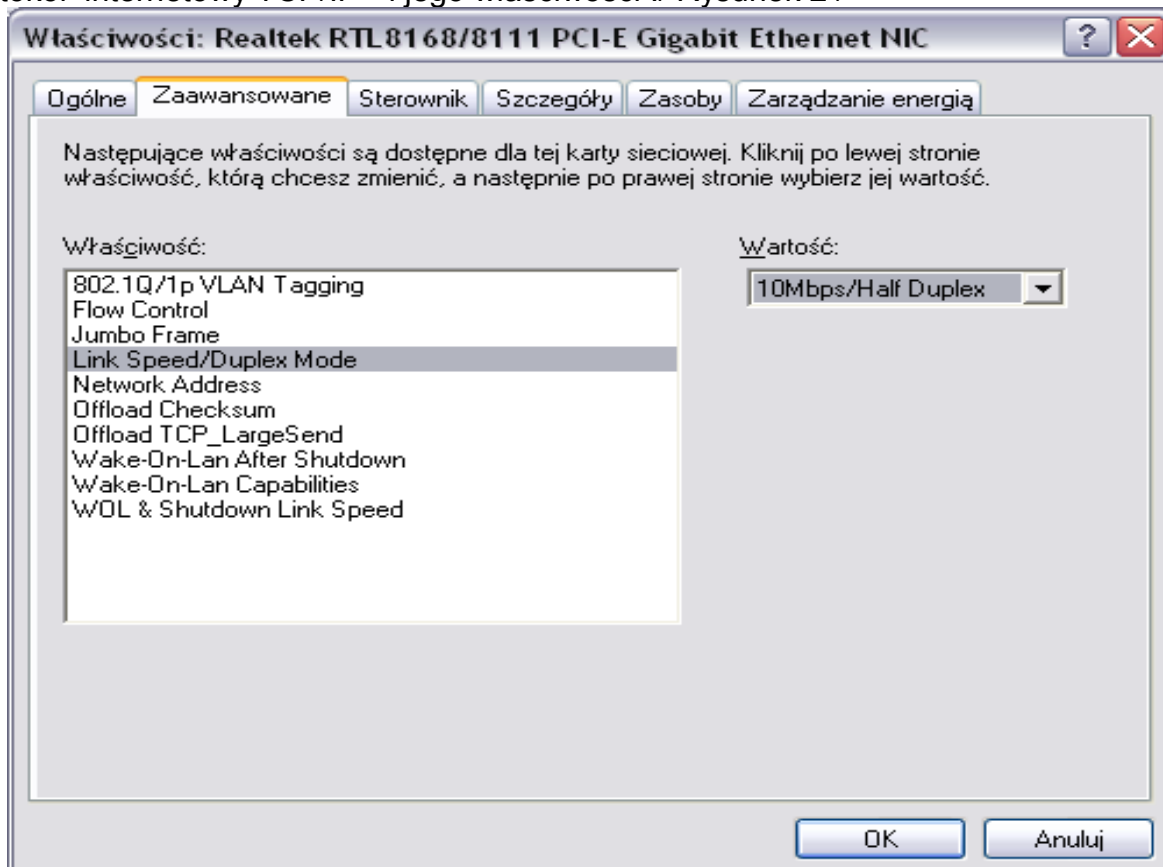 Właściwości: Realtek RTL8168/8111 PCI-E Gigabit Ethernet NIC
Ogólne Zaawansowane Sterownik Szczegóły Zasoby Zarządzanie energią
Następujące właściwości są dostępne dla tej karty sieciowej. Kliknij po lewej stronie
właściwość, którą chcesz zmienić, a następnie po prawej stronie wybierz jej wartość.
Właściwość: Wartość:
802.1Q/1p VLAN Tagging
10Mbps/Half Duplex
Flow Control
Jumbo Frame
Link Speed/Duplex Mode
Network Address
Offload Checksum
Offload TCP_LargeSend
Wake-On-Lan After Shutdown
Wake-On-Lan Capabilities
WOL & Shutdown Link Speed
OK Anuluj